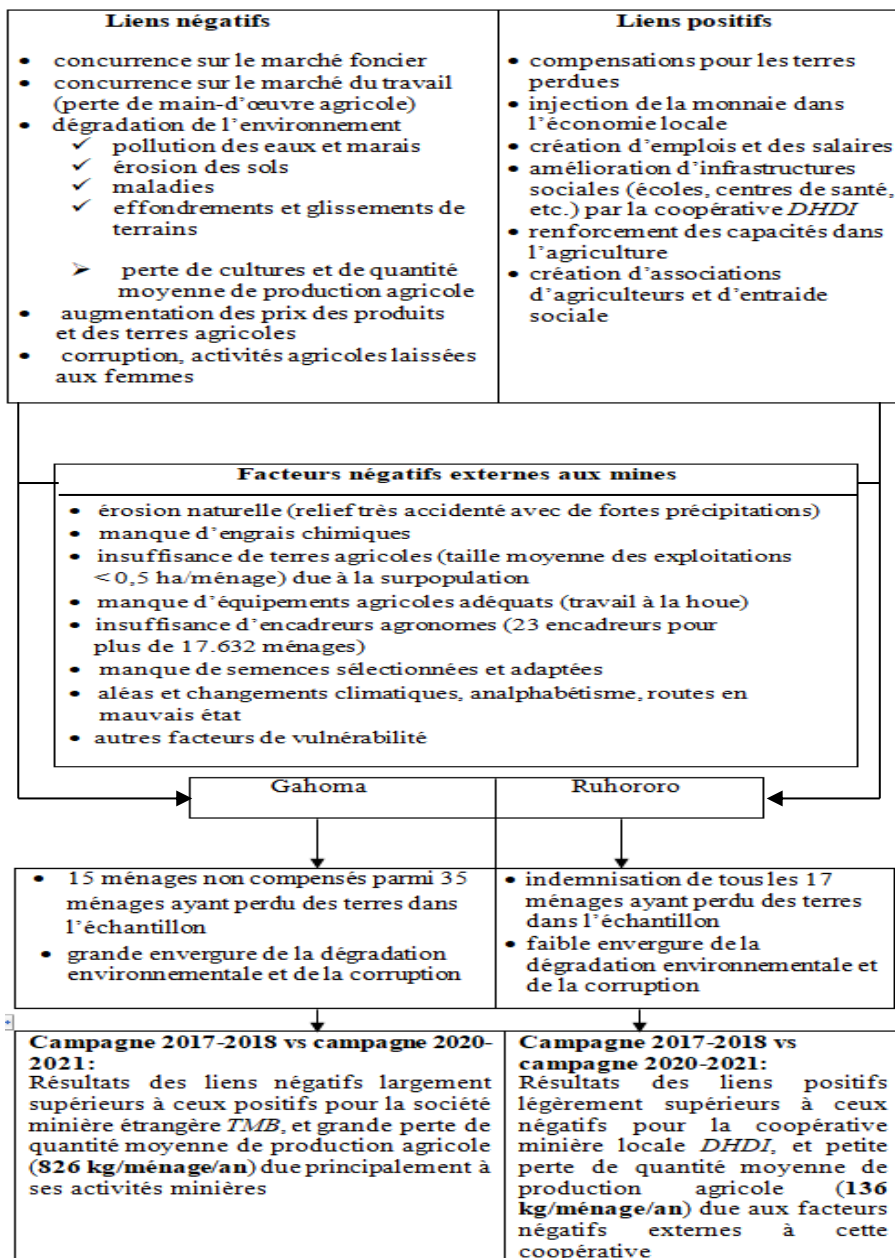 Liens négatifs
• concurrence sur le marché foncier
• concurrence sur le marché du travail
(perte de main-d'œuvre agricole)
• dégradation de l'environnement
✓ pollution des eaux et marais
✓ érosion des sols
✓ maladies
✓ effondrements et glissements de
terrains
➢ perte de cultures et de quantité
moyenne de production agricole
• augmentation des prix des produits
et des terres agricoles
• corruption, activités agricoles laissées
aux femmes
Liens positifs
• compensations pour les terres
perdues
• injection de la monnaie dans
l'économie locale
• création d'emplois et des salaires
• amélioration d'infrastructures
sociales (écoles, centres de santé,
etc.) par la coopérative DHDI
• renforcement des capacités dans
l'agriculture
• création d'associations
d'agriculteurs et d'entraide
sociale
Facteurs négatifs externes aux mines
• érosion naturelle (relief très accidenté avec de fortes précipitations)
• manque d'engrais chimiques
• insuffisance de terres agricoles (taille moyenne des exploitations
< 0,5 ha/ménage) due à la surpopulation
• manque d'équipements agricoles adéquats (travail à la houe)
• insuffisance d'encadreurs agronomes (23 encadreurs pour
plus de 17.632 ménages)
• manque de semences sélectionnées et adaptées
• aléas et changements climatiques, analphabétisme, routes en
mauvais état
• autres facteurs de vulnérabilité
Gahoma
Ruhororo
• 15 ménages non compensés parmi 35
ménages ayant perdu des terres dans
l'échantillon
• grande envergure de la dégradation
environnementale et de la corruption
• indemnisation de tous les 17
ménages ayant perdu des terres
dans l'échantillon
• faible envergure de la
dégradation environnementale et
de la corruption
Campagne 2017-2018 vs campagne 2020-
2021:
Résultats des liens négatifs largement
supérieurs à ceux positifs pour la société
minière étrangère TMB, et grande perte de
quantité moyenne de production agricole
(826 kg/ménage/an) due principalement à
ses activités minières
Campagne 2017-2018 vs
campagne 2020-2021:
Résultats des liens positifs
légèrement supérieurs à ceux
négatifs pour la coopérative
minière locale DHDI, et petite
perte de quantité moyenne de
production agricole (136
kg/ménage/an) due aux facteurs
négatifs externes à cette
coopérative